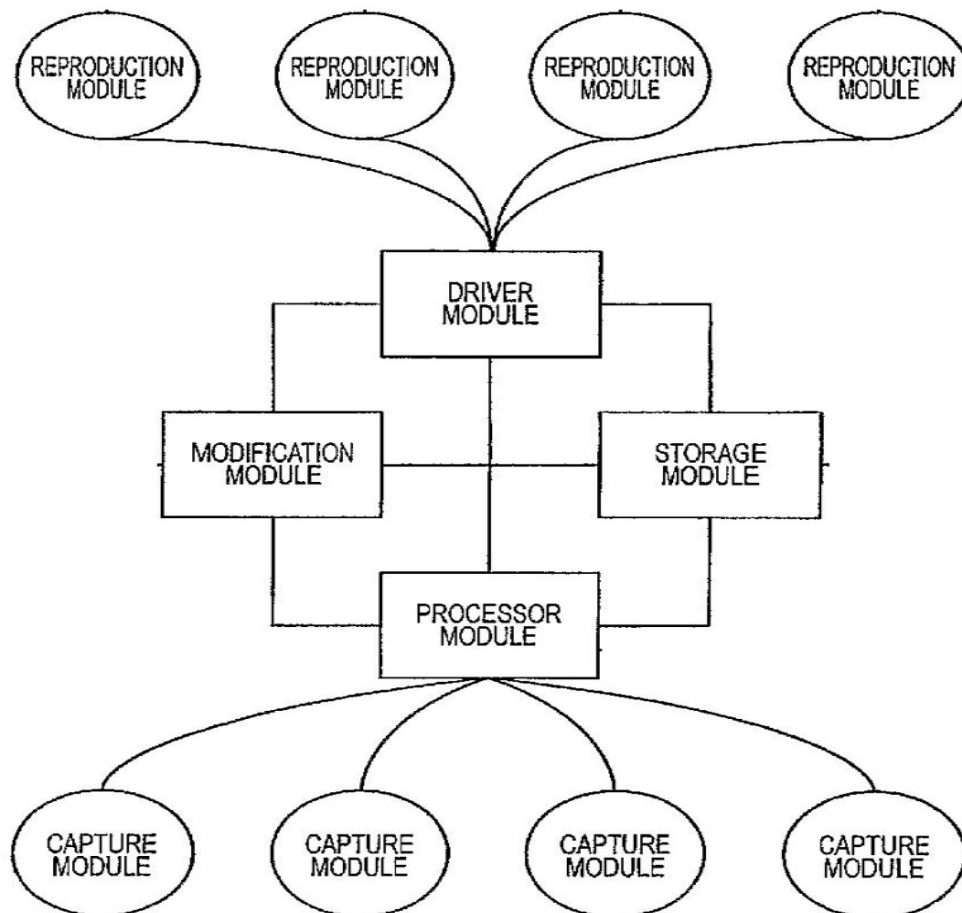 REPRODUCTION
MODULE
REPRODUCTION
MODULE
REPRODUCTION
MODULE
REPRODUCTION
MODULE
DRIVER
MODULE
MODIFICATION
MODULE
STORAGE
MODULE
PROCESSOR
MODULE
CAPTURE
MODULE
CAPTURE
MODULE
CAPTURE
MODULE
CAPTURE
MODULE